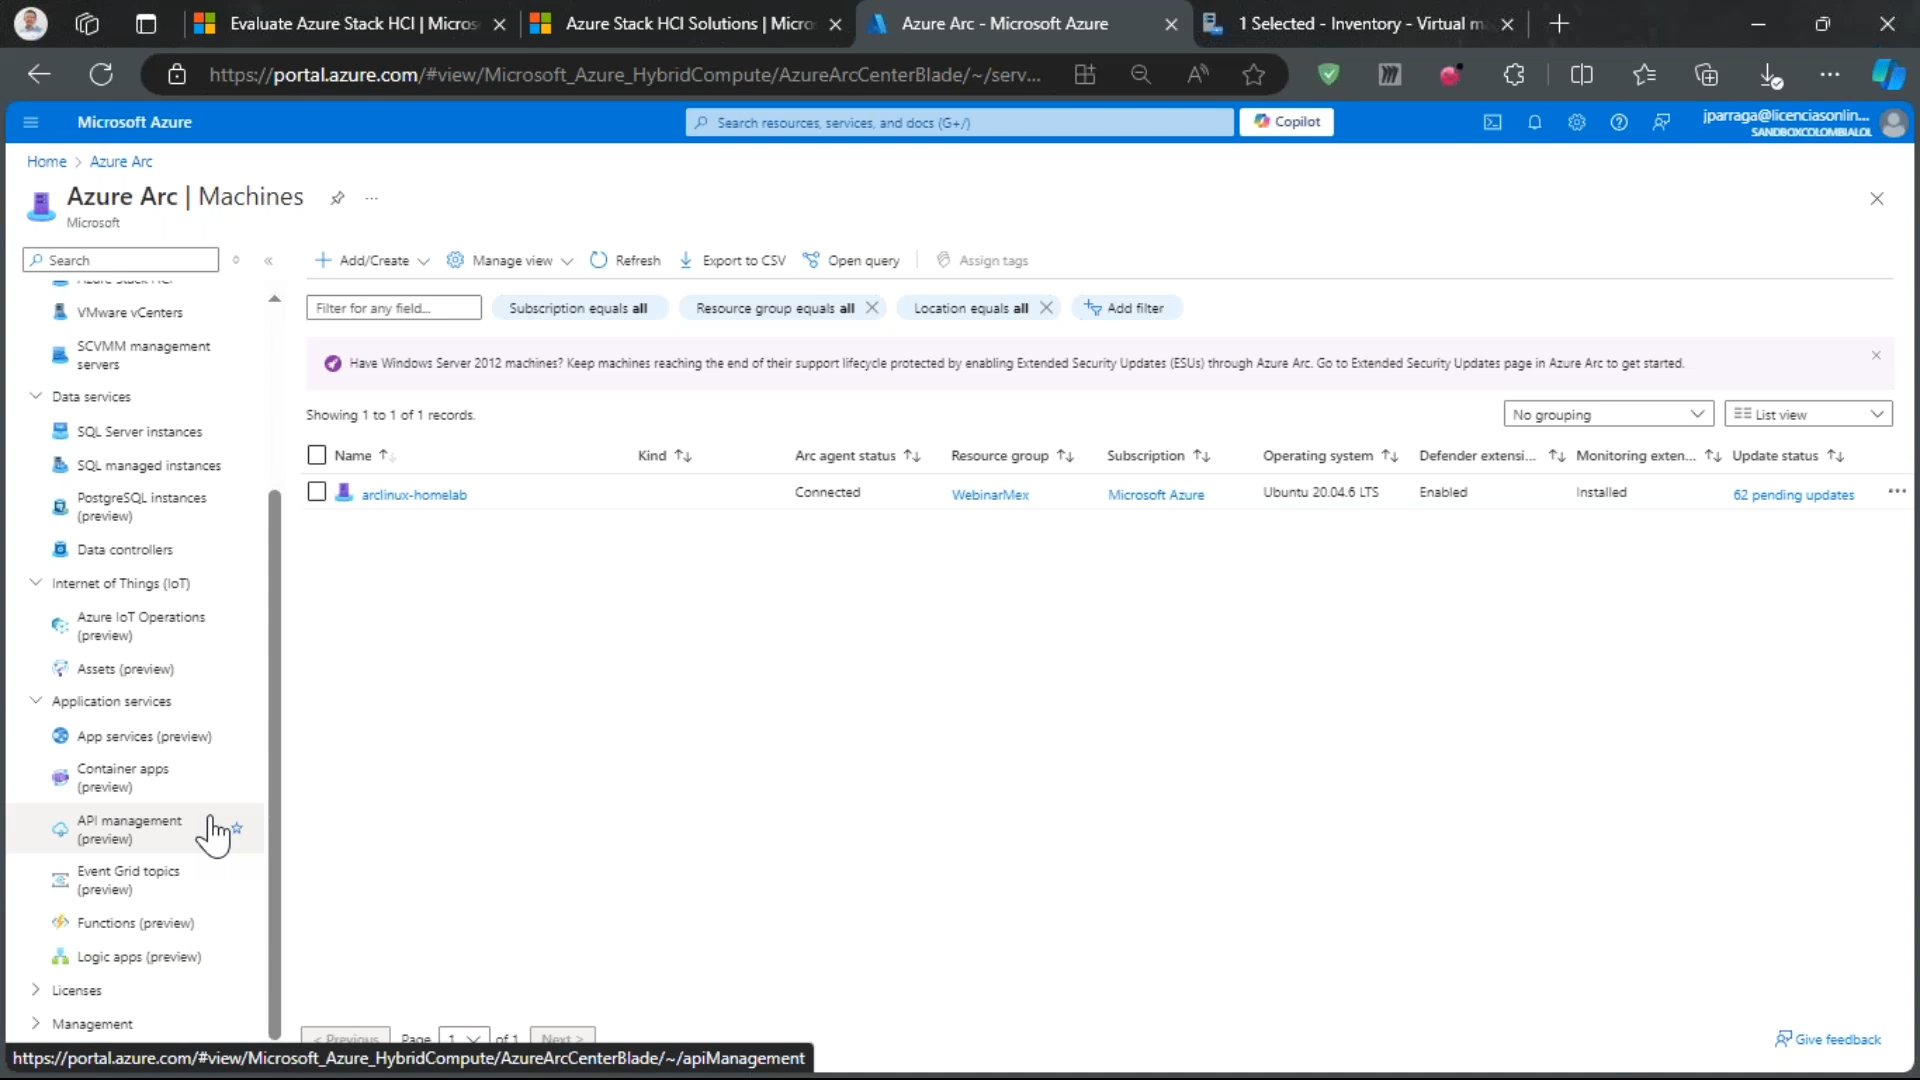 Evaluate Azure Stack HCI | Micros
Azure Stack HCI Solutions | Micro
Azure Arc - Microsoft Azure
1 Selected - Inventory - Virtual m
https://portal.azure.com/#view/Microsoft_Azure_HybridCompute/AzureArcCenterBlade/~/serv...
Microsoft Azure
Search resources, services, and docs (G+/)
Copilot
jparraga@licenciasonlin...
SANDBOXCOLOMBIALOL
Home > Azure Arc
Azure Arc | Machines
Microsoft
Search
Add/Create
Manage view
Refresh
Export to CSV
Open query
Assign tags
Azure Stack HCI
VMware vCenters
SCVMM management
servers
Data services
SQL Server instances
SQL managed instances
PostgreSQL instances
(preview)
Data controllers
Internet of Things (IoT)
Azure IoT Operations
(preview)
Assets (preview)
Application services
App services (preview)
Container apps
(preview)
API management
(preview)
Event Grid topics
(preview)
Functions (preview)
Logic apps (preview)
Licenses
Management
Filter for any field...
Subscription equals all
Resource group equals all
Location equals all
Add filter
Have Windows Server 2012 machines? Keep machines reaching the end of their support lifecycle protected by enabling Extended Security Updates (ESUs) through Azure Arc. Go to Extended Security Updates page in Azure Arc to get started.
Showing 1 to 1 of 1 records.
No grouping
List view
Name
Kind
Arc agent status
Resource group
Subscription
Operating system
Defender extensi...
Monitoring exten...
Update status
arclinux-homelab
Connected
WebinarMex
Microsoft Azure
Ubuntu 20.04.6 LTS
Enabled
Installed
62 pending updates
< Previous
Page
1
of 1
Next >
Give feedback
https://portal.azure.com/#view/Microsoft_Azure_HybridCompute/AzureArcCenterBlade/~/apiManagement